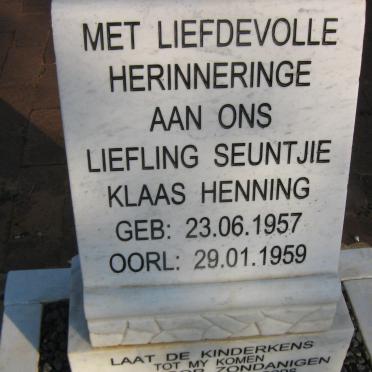 MET LIEFDEVOLLE
HERINNERINGE
AAN ONS
LIEFLING SEUNTJIE
KLAAS HENNING
GEB: 23.06.1957
OORL: 29.01.1959
LAAT DE KINDERKENS
TOT MY KOMEN
ZONDANIGEN